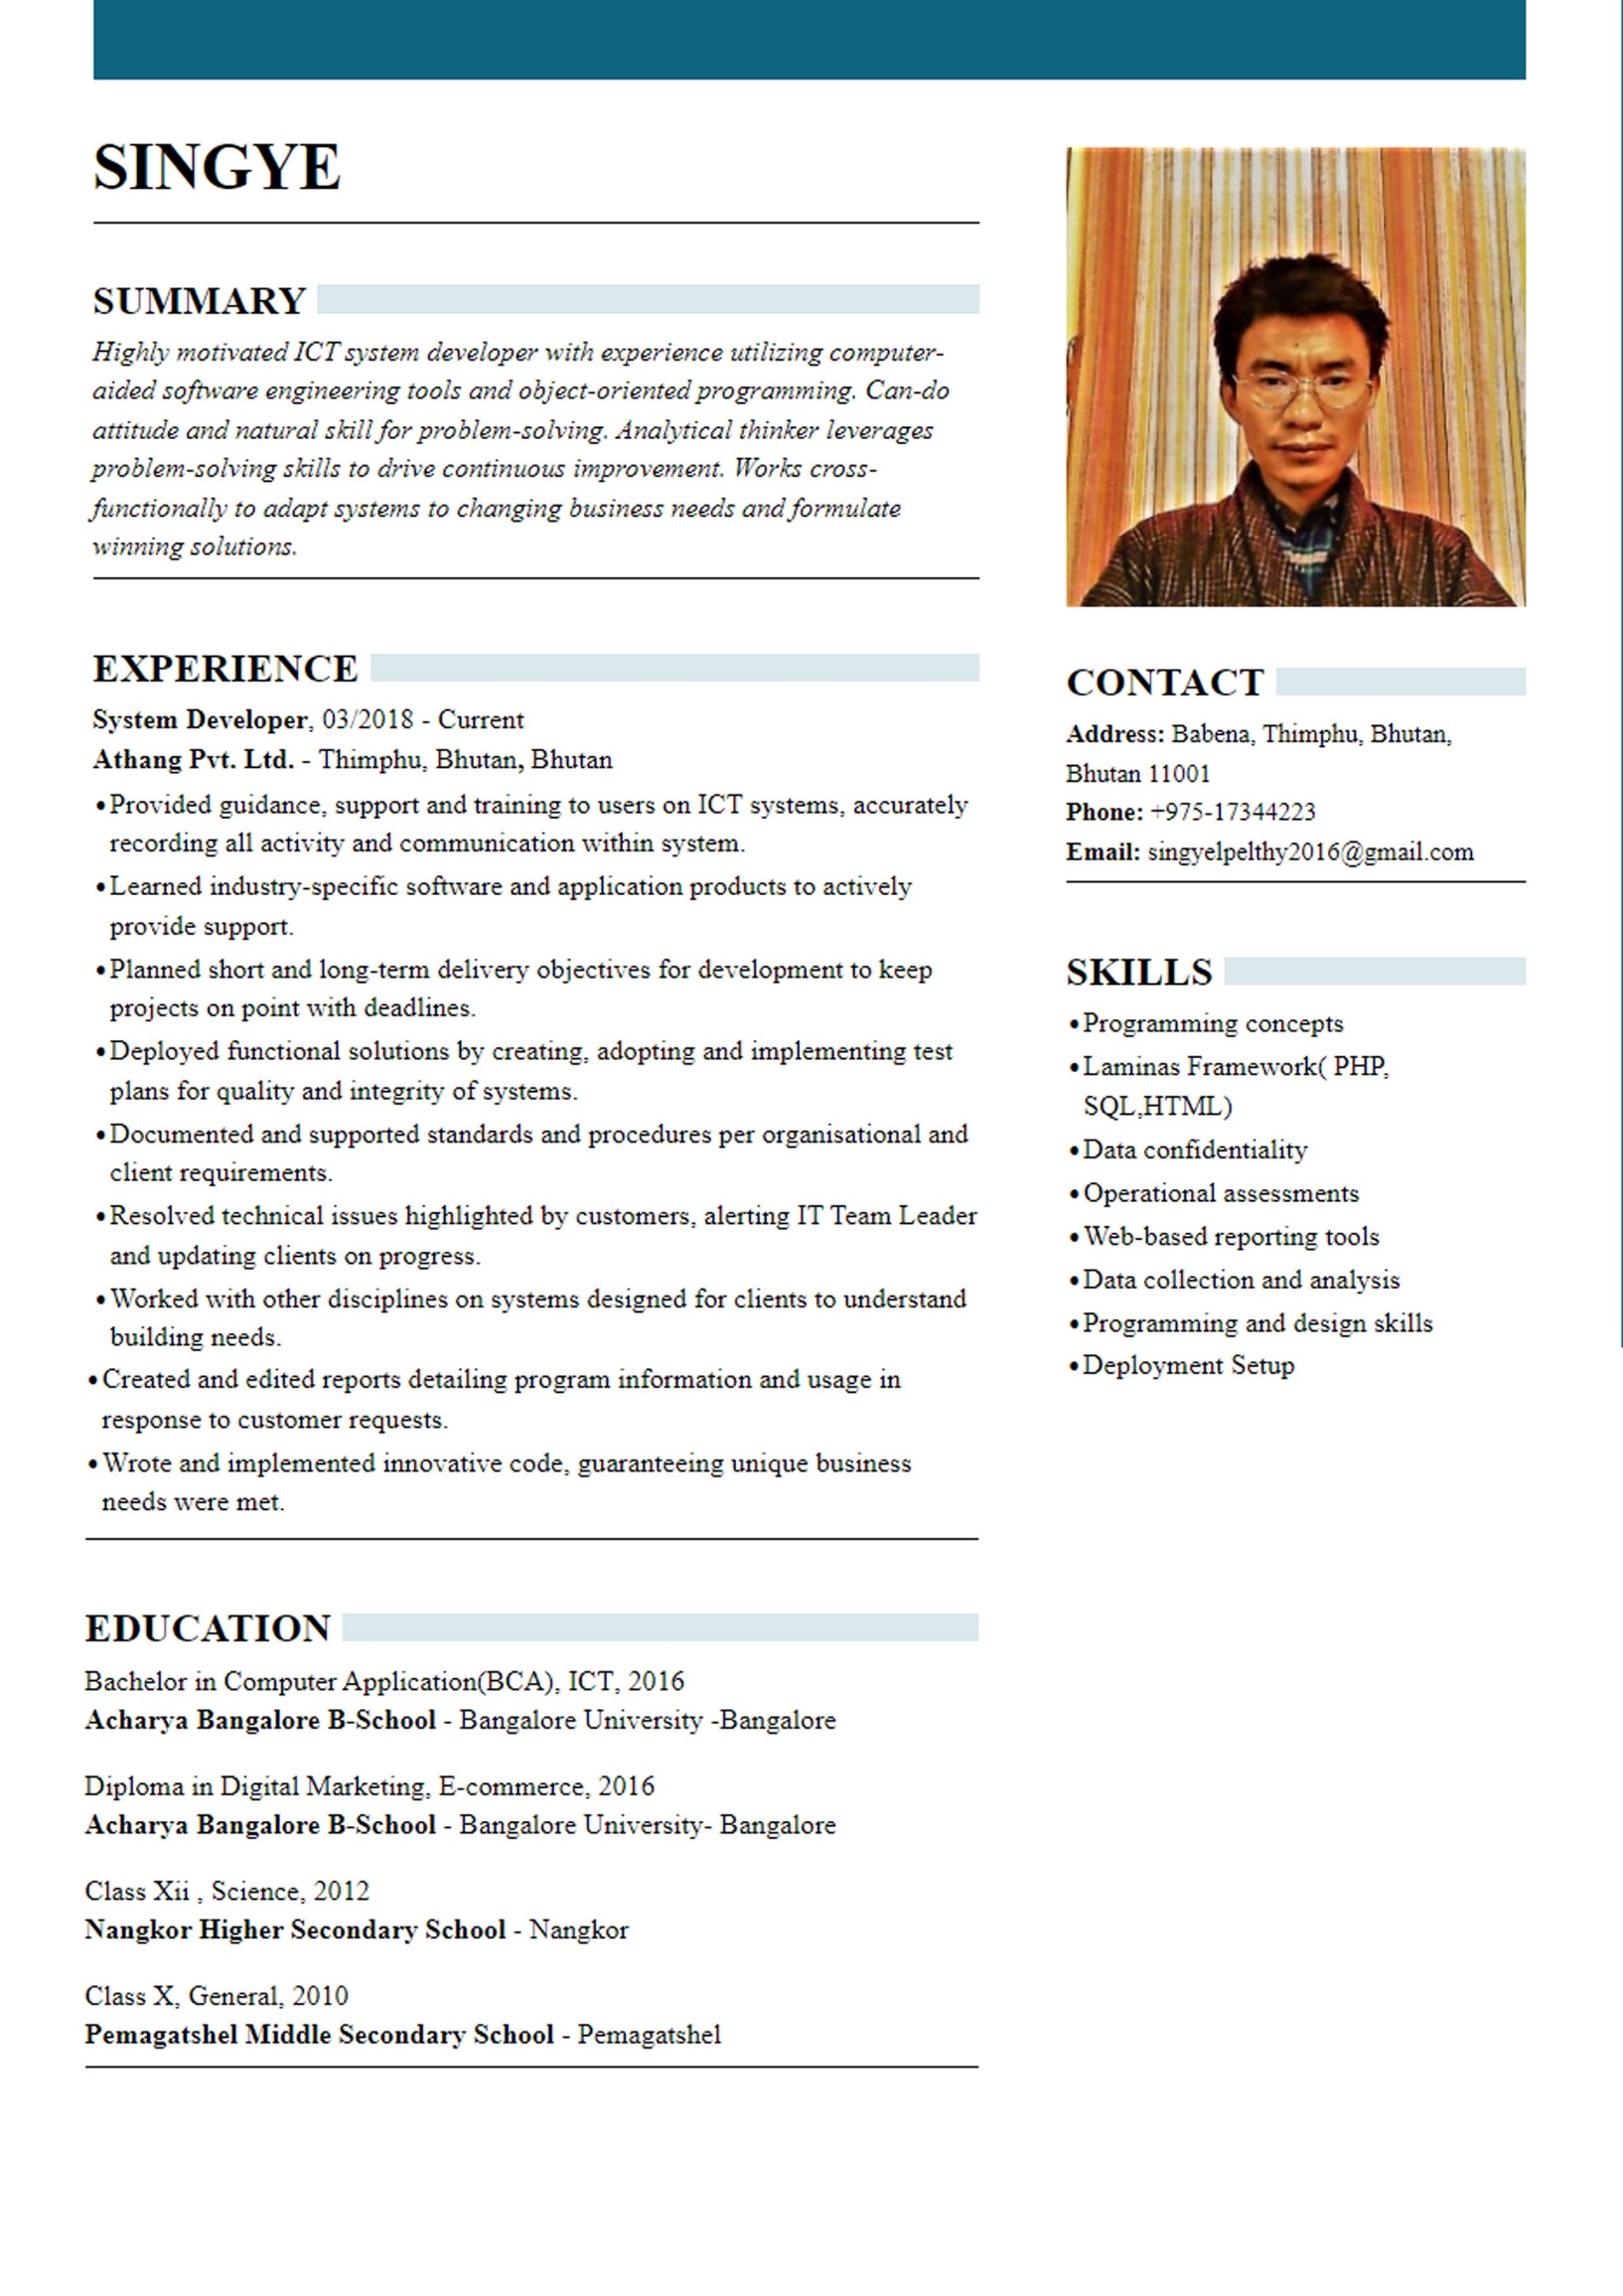 SINGYE
SUMMARY
Highly motivated ICT system developer with experience utilizing computer-
aided software engineering tools and object-oriented programming. Can-do
attitude and natural skill for problem-solving. Analytical thinker leverages
problem-solving skills to drive continuous improvement. Works cross-
functionally to adapt systems to changing business needs and formulate
winning solutions.
EXPERIENCE
System Developer, 03/2018 - Current
Athang Pvt. Ltd. - Thimphu, Bhutan, Bhutan
•Provided guidance, support and training to users on ICT systems, accurately
recording all activity and communication within system.
•Learned industry-specific software and application products to actively
provide support.
•Planned short and long-term delivery objectives for development to keep
projects on point with deadlines.
•Deployed functional solutions by creating, adopting and implementing test
plans for quality and integrity of systems.
•Documented and supported standards and procedures per organisational and
client requirements.
•Resolved technical issues highlighted by customers, alerting IT Team Leader
and updating clients on progress.
•Worked with other disciplines on systems designed for clients to understand
building needs.
•Created and edited reports detailing program information and usage in
response to customer requests.
•Wrote and implemented innovative code, guaranteeing unique business
needs were met.
EDUCATION
Bachelor in Computer Application(BCA), ICT, 2016
Acharya Bangalore B-School - Bangalore University -Bangalore
Diploma in Digital Marketing, E-commerce, 2016
Acharya Bangalore B-School - Bangalore University- Bangalore
Class Xii , Science, 2012
Nangkor Higher Secondary School - Nangkor
Class X, General, 2010
Pemagatshel Middle Secondary School - Pemagatshel
CONTACT
Address: Babena, Thimphu, Bhutan,
Bhutan 11001
Phone: +975-17344223
Email: singyelpelthy2016@gmail.com
SKILLS
•Programming concepts
•Laminas Framework( PHP,
SQL,HTML)
•Data confidentiality
•Operational assessments
•Web-based reporting tools
•Data collection and analysis
•Programming and design skills
•Deployment Setup